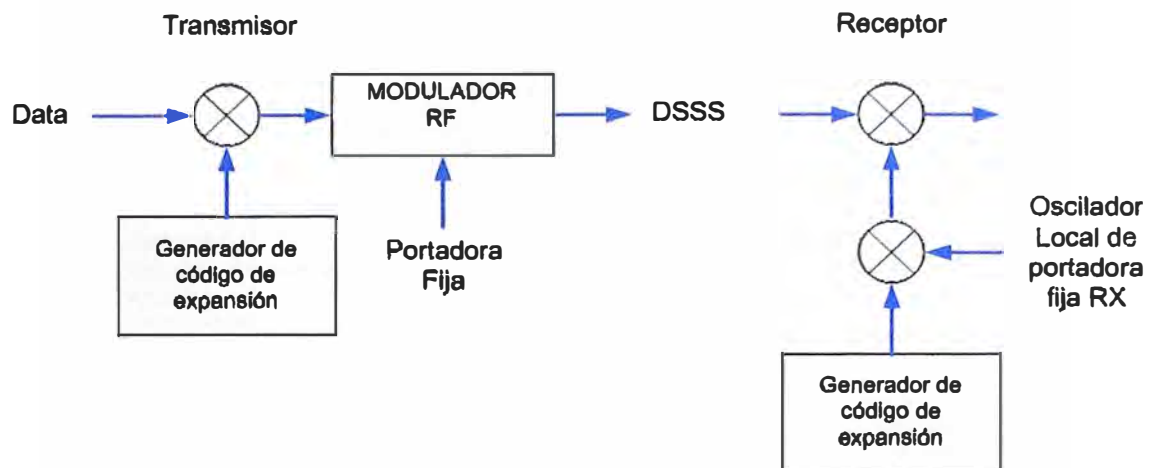 Transmisor
Receptor
Data
MODULADOR
RF
DSSS
Generador de
código de
expansión
Portadora
Fija
Oscilador
Local de
portadora
fija RX
Generador de
código de
expansión